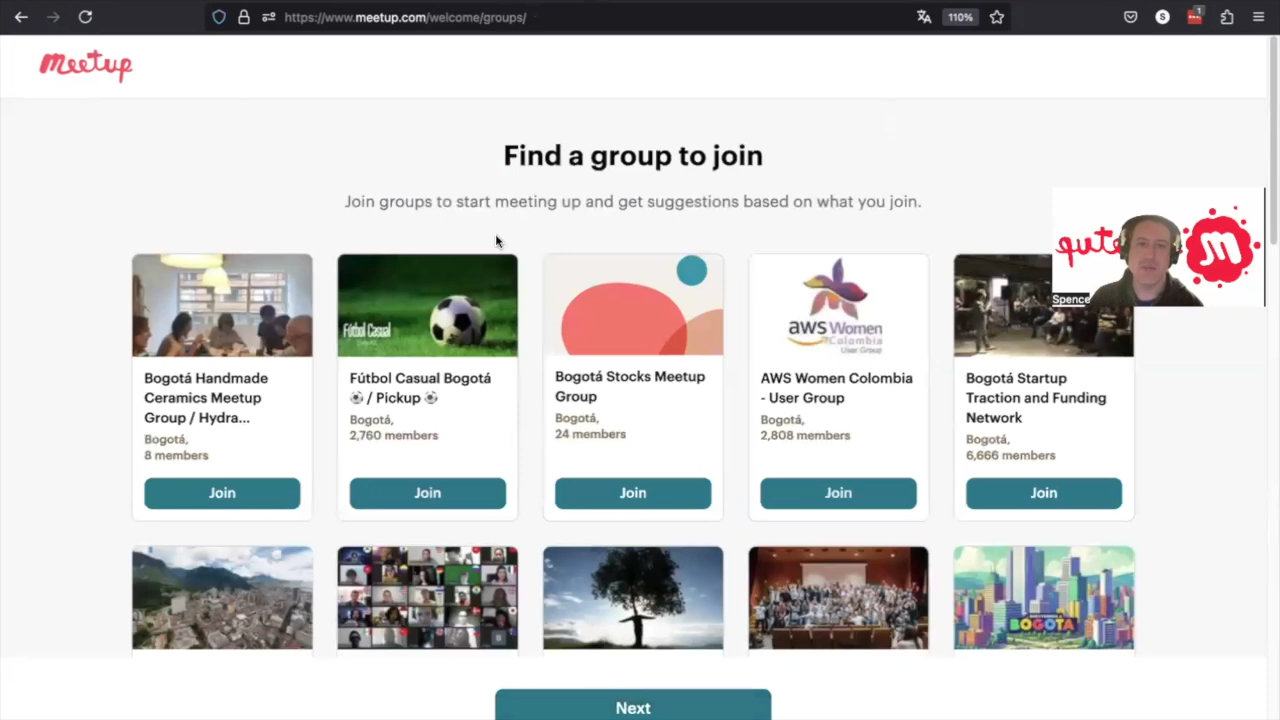 https://www.meetup.com/welcome/groups/
110%
S
1
meetup
Find a group to join
Join groups to start meeting up and get suggestions based on what you join.
Spence
Fútbol Casual
aws Women
Colombia
User Group
Bogotá Handmade
Ceramics Meetup
Group / Hydra...
Bogotá,
8 members
Join
Fútbol Casual Bogotá
⚽ / Pickup ⚽
Bogotá,
2,760 members
Join
Bogotá Stocks Meetup
Group
Bogotá,
24 members
Join
AWS Women Colombia
- User Group
Bogotá,
2,808 members
Join
Bogotá Startup
Traction and Funding
Network
Bogotá,
6,666 members
Join
BOGOTA
Next